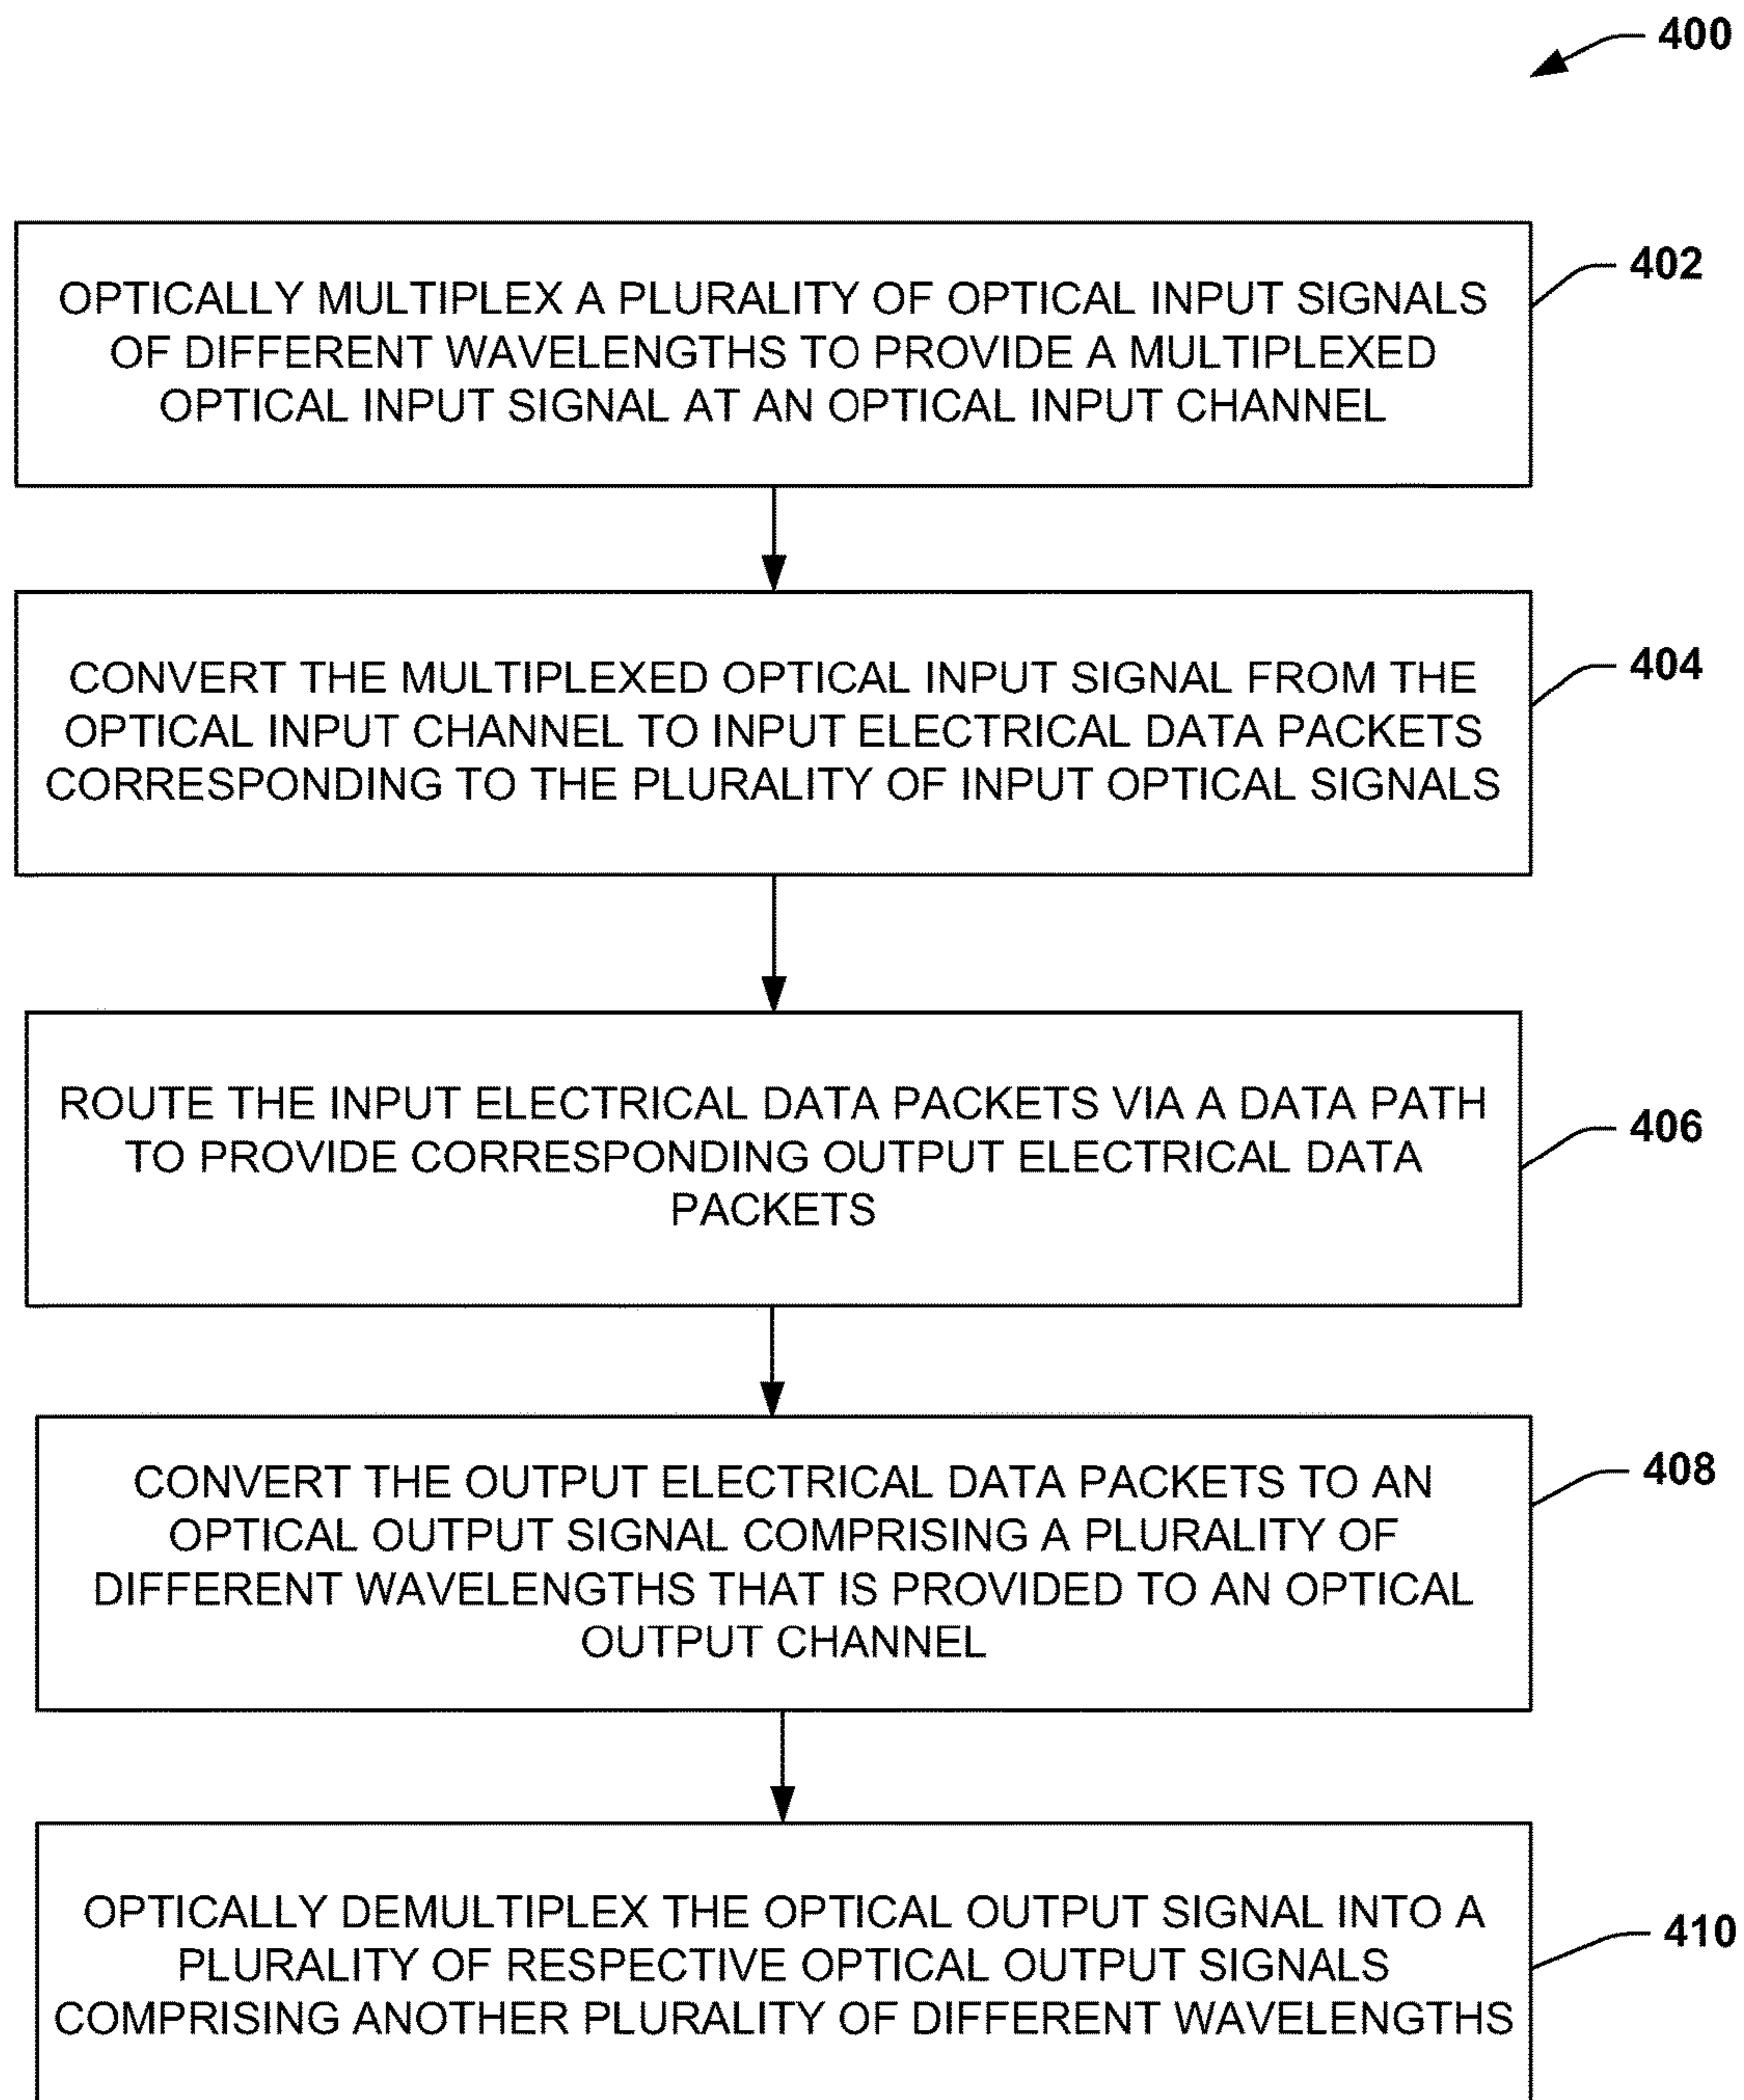 400
402
OPTICALLY MULTIPLEX A PLURALITY OF OPTICAL INPUT SIGNALS
OF DIFFERENT WAVELENGTHS TO PROVIDE A MULTIPLEXED
OPTICAL INPUT SIGNAL AT AN OPTICAL INPUT CHANNEL
404
CONVERT THE MULTIPLEXED OPTICAL INPUT SIGNAL FROM THE
OPTICAL INPUT CHANNEL TO INPUT ELECTRICAL DATA PACKETS
CORRESPONDING TO THE PLURALITY OF INPUT OPTICAL SIGNALS
406
ROUTE THE INPUT ELECTRICAL DATA PACKETS VIA A DATA PATH
TO PROVIDE CORRESPONDING OUTPUT ELECTRICAL DATA
PACKETS
408
CONVERT THE OUTPUT ELECTRICAL DATA PACKETS TO AN
OPTICAL OUTPUT SIGNAL COMPRISING A PLURALITY OF
DIFFERENT WAVELENGTHS THAT IS PROVIDED TO AN OPTICAL
OUTPUT CHANNEL
410
OPTICALLY DEMULTIPLEX THE OPTICAL OUTPUT SIGNAL INTO A
PLURALITY OF RESPECTIVE OPTICAL OUTPUT SIGNALS
COMPRISING ANOTHER PLURALITY OF DIFFERENT WAVELENGTHS